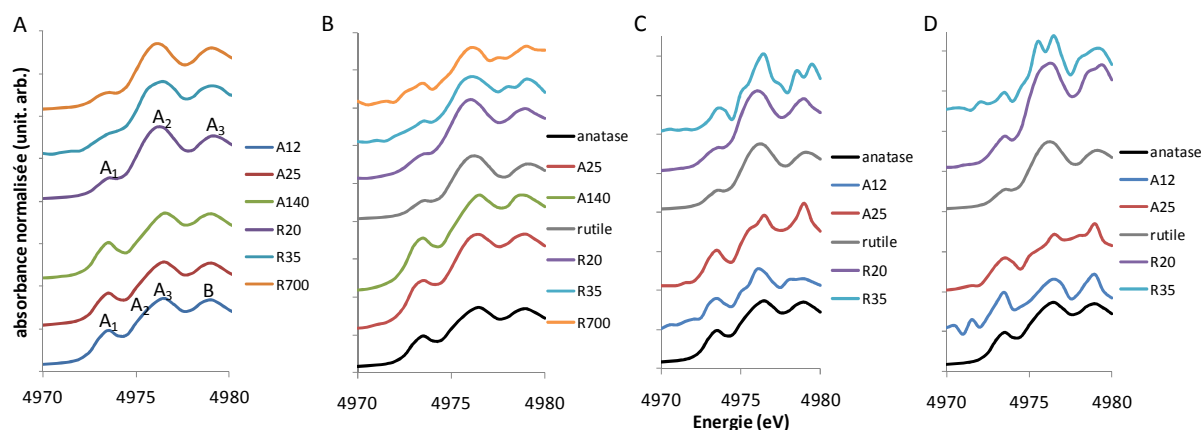 A
B
C
D
absorbance normalisée (unit. arb.)
A₁
A₂
A₃
A₁
A₂
A₃
B
4970
4975
4980
A12
A25
A140
R20
R35
R700
4970
4975
4980
anatase
A25
A140
rutile
R20
R35
R700
4970
4975
4980
anatase
A12
A25
rutile
R20
R35
4970
4975
4980
anatase
A12
A25
rutile
R20
R35
Energie (eV)